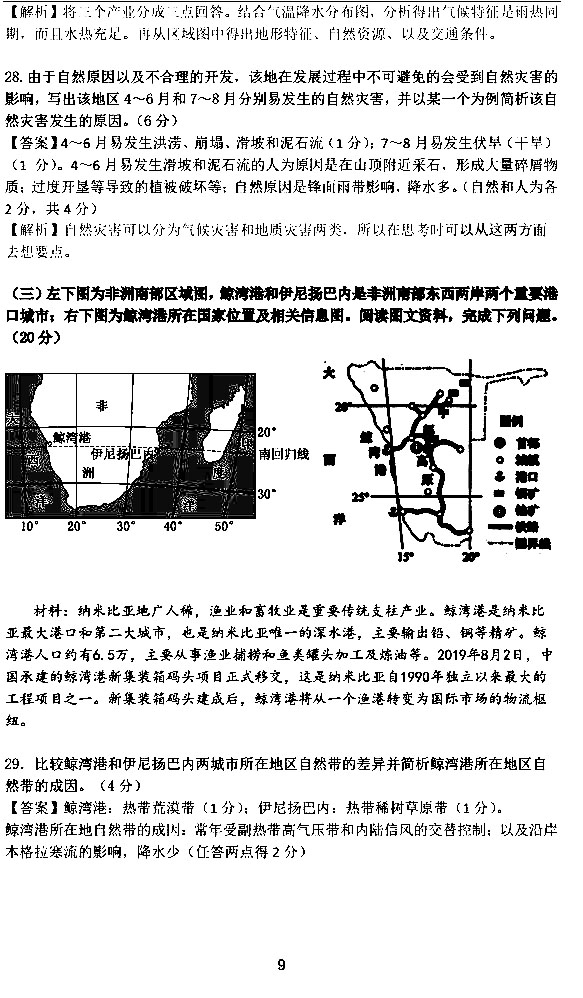 【解析】将三个产业分成三点回答。结合气温降水分布图，分析得出气候特征是雨热同
期，而且水热充足。再从区域图中得出地形特征、自然资源、以及交通条件。
28.由于自然原因以及不合理的开发，该地在发展过程中不可避免的会受到自然灾害的
影响，写出该地区4～6月和7～8月分别易发生的自然灾害，并以某一个为例简析该自
然灾害发生的原因。（6分）
【答案】4～6月易发生洪涝、崩塌、滑坡和泥石流（1分）；7～8月易发生伏旱（干旱）
（1 分）。4～6月易发生滑坡和泥石流的人为原因是在山顶附近采石，形成大量碎屑物
质；过度开垦等导致的植被破坏等；自然原因是锋面雨带影响，降水多。（自然和人为各
2分，共4分）
【解析】自然灾害可以分为气候灾害和地质灾害两类，所以在思考时可以从这两方面
去想要点。
（三）左下图为非洲南部区域图，鲸湾港和伊尼扬巴内是非洲南部东西两岸两个重要港
口城市；右下图为鲸湾港所在国家位置及相关信息图。阅读图文资料，完成下列问题。
（20分）
非
大
鲸湾港
伊尼扬巴内
洲
洋
20°
南回归线
30°
10° 20° 30° 40° 50°
大
西
洋
20°
25°
鲸
湾
港
高
原
15° 20°
图例
首都
城镇
港口
铜矿
铀矿
铁路
国界线
材料：纳米比亚地广人稀，渔业和畜牧业是重要传统支柱产业。鲸湾港是纳米比
亚最大港口和第二大城市，也是纳米比亚唯一的深水港，主要输出铅、铜等精矿。鲸
湾港人口约有6.5万，主要从事渔业捕捞和鱼类罐头加工及炼油等。2019年8月2日，中
国承建的鲸湾港新集装箱码头项目正式移交，这是纳米比亚自1990年独立以来最大的
工程项目之一。新集装箱码头建成后，鲸湾港将从一个渔港转变为国际市场的物流枢
纽。
29．比较鲸湾港和伊尼扬巴内两城市所在地区自然带的差异并简析鲸湾港所在地区自
然带的成因。（4分）
【答案】鲸湾港：热带荒漠带（1分）；伊尼扬巴内：热带稀树草原带（1分）。
鲸湾港所在地自然带的成因：常年受副热带高气压带和内陆信风的交替控制；以及沿岸
本格拉寒流的影响，降水少（任答两点得2分）
9